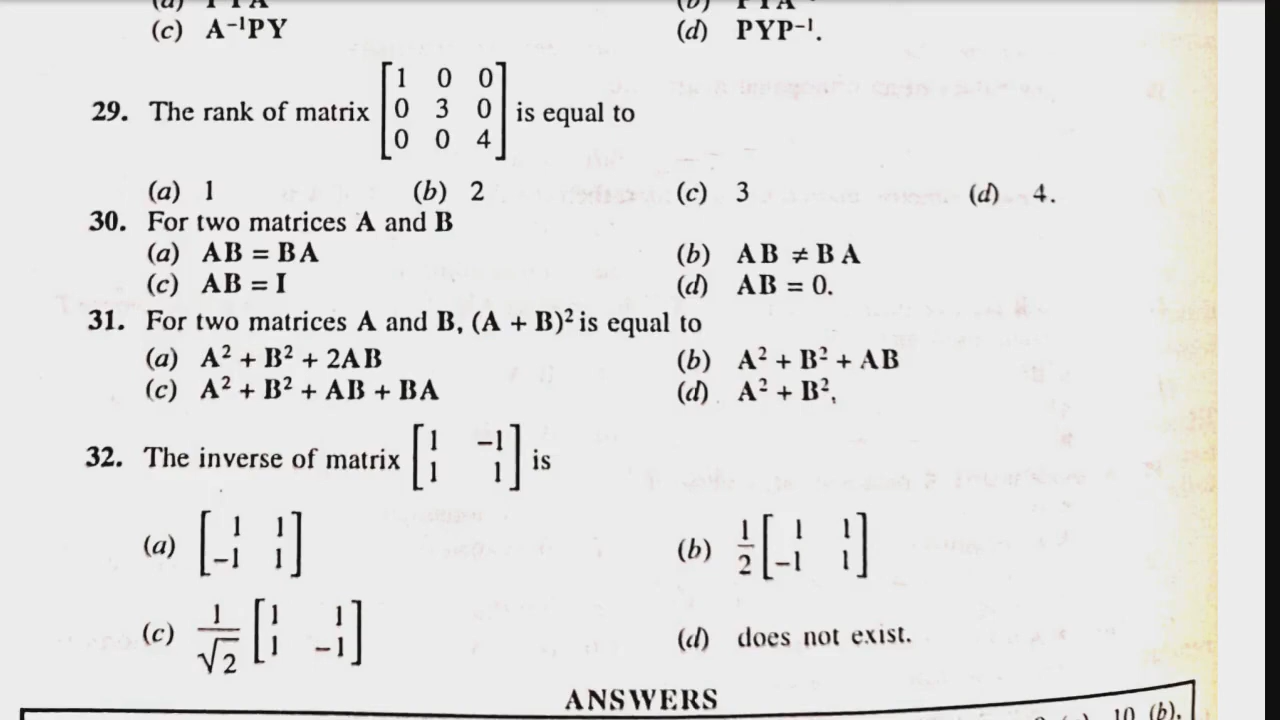 (c) A⁻¹PY (d) PYP⁻¹.
29. The rank of matrix [1 0 0; 0 3 0; 0 0 4] is equal to
(a) 1 (b) 2 (c) 3 (d) 4.
30. For two matrices A and B
(a) AB = BA (b) AB ≠ BA
(c) AB = I (d) AB = 0.
31. For two matrices A and B, (A + B)² is equal to
(a) A² + B² + 2AB (b) A² + B² + AB
(c) A² + B² + AB + BA (d) A² + B².
32. The inverse of matrix [1 −1; 1 1] is
(a) [1 1; −1 1] (b) 1/2 [1 1; −1 1]
(c) 1/√2 [1 1; 1 −1] (d) does not exist.
ANSWERS
10 (b),